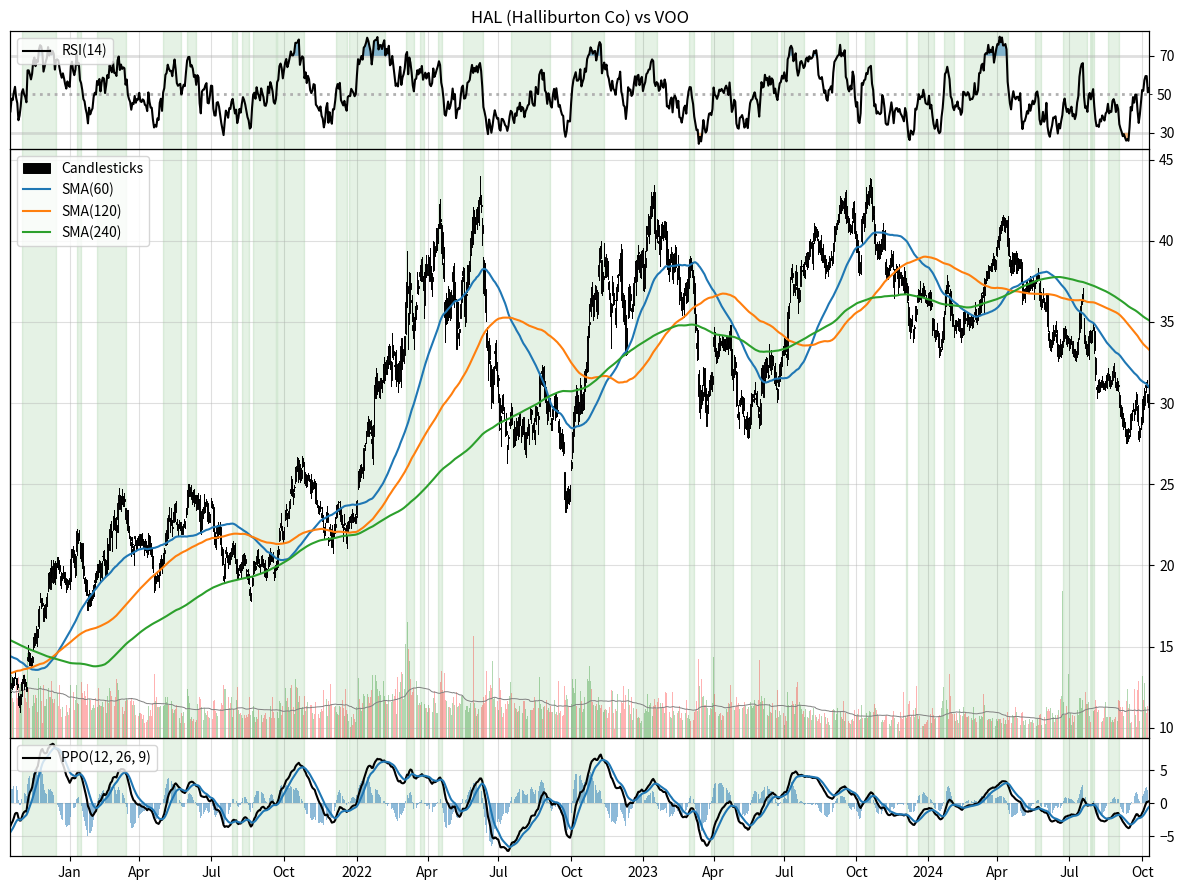 HAL (Halliburton Co) vs VOO
RSI(14)
70
50
30
Candlesticks
SMA(60)
SMA(120)
SMA(240)
45
40
35
30
25
20
15
10
PPO(12, 26, 9)
5
0
−5
Jan Apr Jul Oct 2022 Apr Jul Oct 2023 Apr Jul Oct 2024 Apr Jul Oct